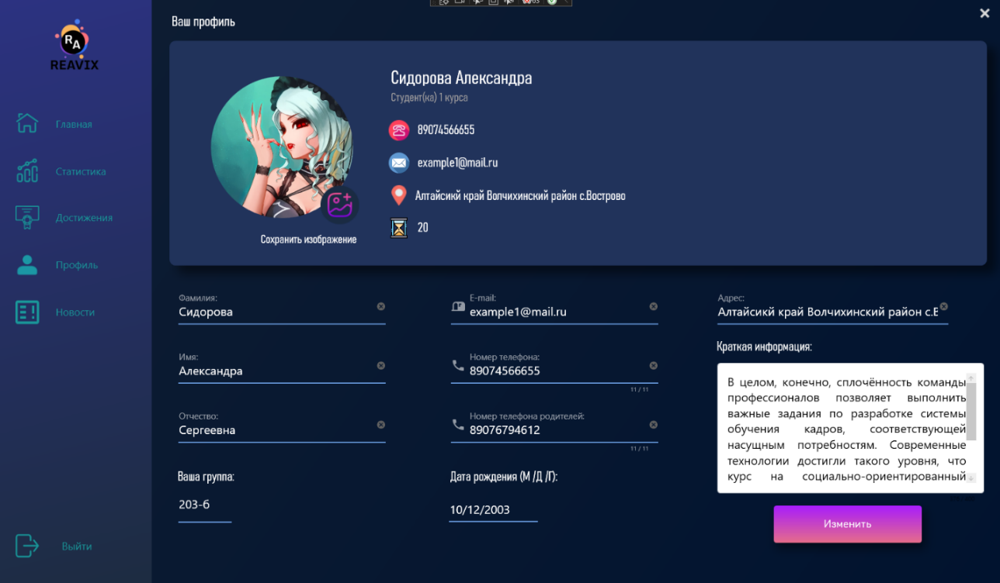 Ваш профиль
RA
REAVIX
Главная
Статистика
Достижения
Профиль
Новости
Выйти
Сидорова Александра
Студент(ка) 1 курса
89074566655
example1@mail.ru
Алтайсикй край Волчихинский район с.Вострово
20
Сохранить изображение
Фамилия:
Сидорова
Имя:
Александра
Отчество:
Сергеевна
Ваша группа:
203-б
E-mail:
example1@mail.ru
Номер телефона:
89074566655
11 / 11
Номер телефона родителей:
89076794612
11 / 11
Дата рождения (М /Д /Г):
10/12/2003
Адрес:
Алтайсикй край Волчихинский район с.В
Краткая информация:
В целом, конечно, сплочённость команды
профессионалов позволяет выполнить
важные задания по разработке системы
обучения кадров, соответствующей
насущным потребностям. Современные
технологии достигли такого уровня, что
курс на социально-ориентированный
Изменить